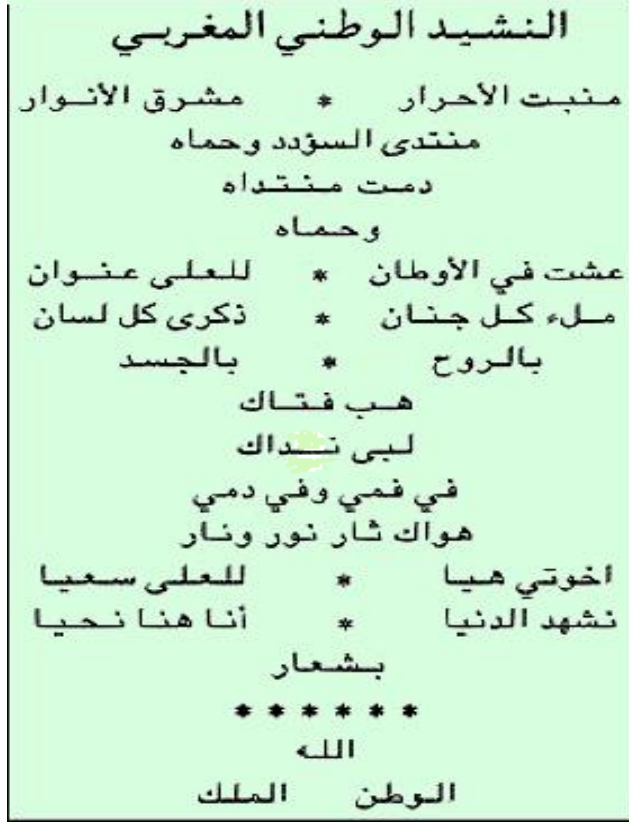 النشيد الوطني المغربي
منبت الأحرار * مشرق الأنوار
منتدى السؤدد وحماه
دمت منتداه
وحماه
عشت في الأوطان * للعلى عنوان
ملء كل جنان * ذكرى كل لسان
بالروح * بالجسد
هب فتاك
لبى نداك
في فمي وفي دمي
هواك ثار نور ونار
اخوتي هيا * للعلى سعيا
نشهد الدنيا * أنا هنا نحيا
بشعار
* * * * * *
الله
الوطن الملك